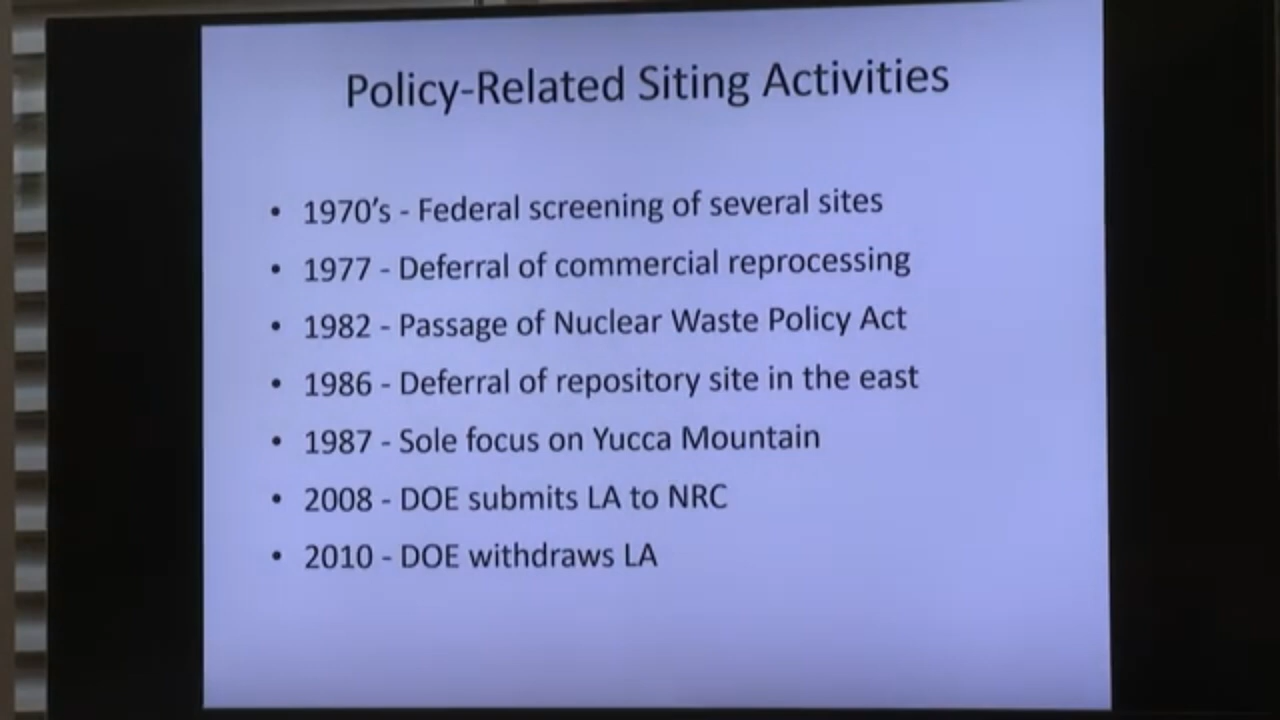 Policy-Related Siting Activities
• 1970's - Federal screening of several sites
• 1977 - Deferral of commercial reprocessing
• 1982 - Passage of Nuclear Waste Policy Act
• 1986 - Deferral of repository site in the east
• 1987 - Sole focus on Yucca Mountain
• 2008 - DOE submits LA to NRC
• 2010 - DOE withdraws LA